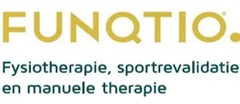 FUNQTIO.
Fysiotherapie, sportrevalidatie
en manuele therapie